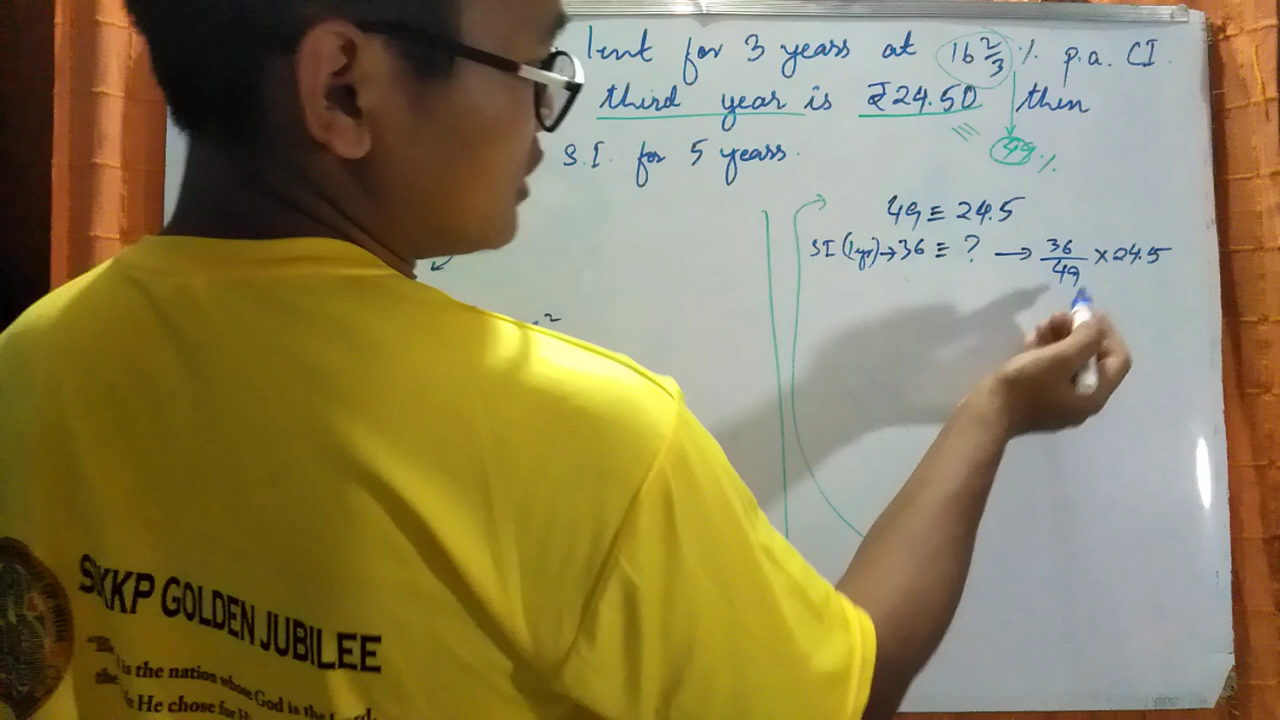 lent for 3 years at 16 2/3 % p.a. CI.
third year is ₹24.50 then
S.I. for 5 years.
49 %
49 ≡ 24.5
SI (1yr) → 36 ≡ ? → 36/49 × 24.5
2
SKKP GOLDEN JUBILEE
is the nation whose God is the Lord,
He chose for